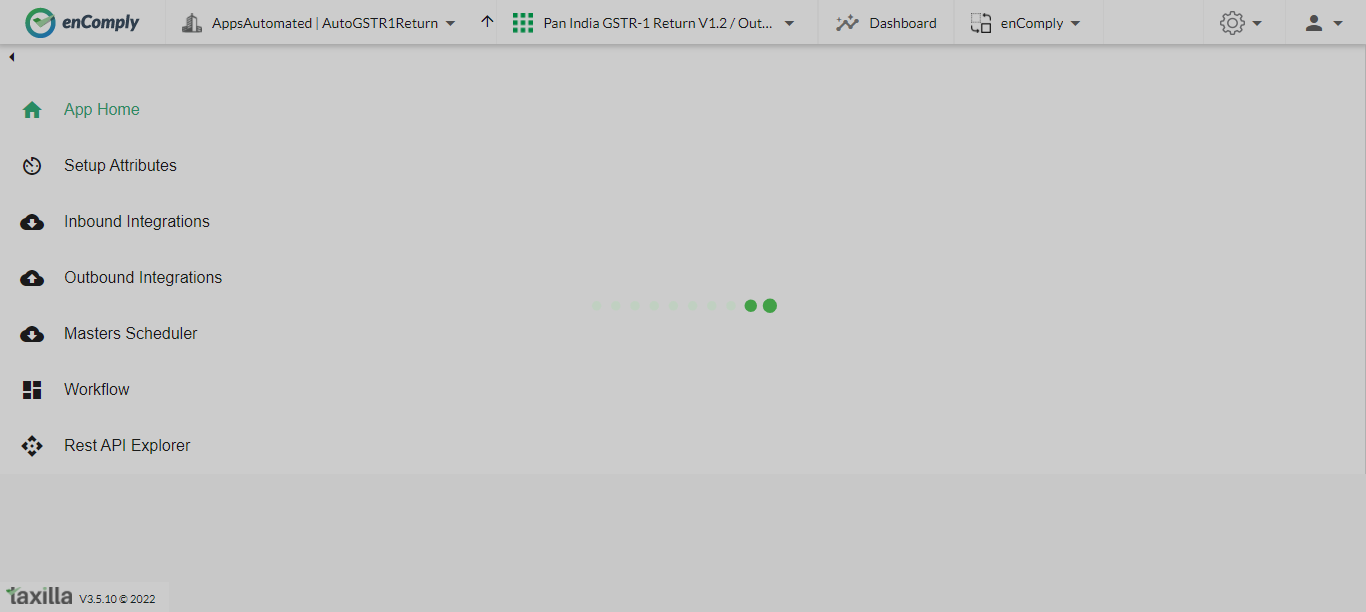 enComply
AppsAutomated | AutoGSTR1Return
Pan India GSTR-1 Return V1.2 / Out...
Dashboard
enComply
App Home
Setup Attributes
Inbound Integrations
Outbound Integrations
Masters Scheduler
Workflow
Rest API Explorer
taxilla V3.5.10 © 2022